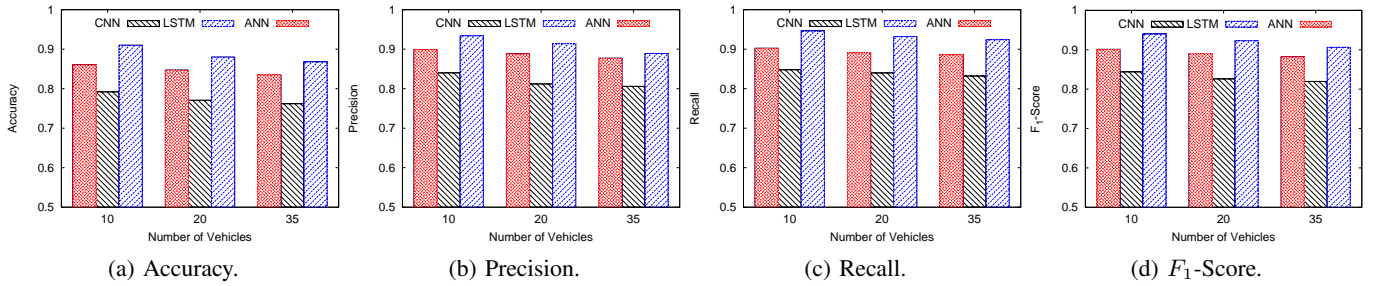 CNN LSTM ANN
1
0.9
0.8
0.7
0.6
0.5
Accuracy
10 20 35
Number of Vehicles
(a) Accuracy.
CNN LSTM ANN
1
0.9
0.8
0.7
0.6
0.5
Precision
10 20 35
Number of Vehicles
(b) Precision.
CNN LSTM ANN
1
0.9
0.8
0.7
0.6
0.5
Recall
10 20 35
Number of Vehicles
(c) Recall.
CNN LSTM ANN
1
0.9
0.8
0.7
0.6
0.5
F₁-Score
10 20 35
Number of Vehicles
(d) F₁-Score.